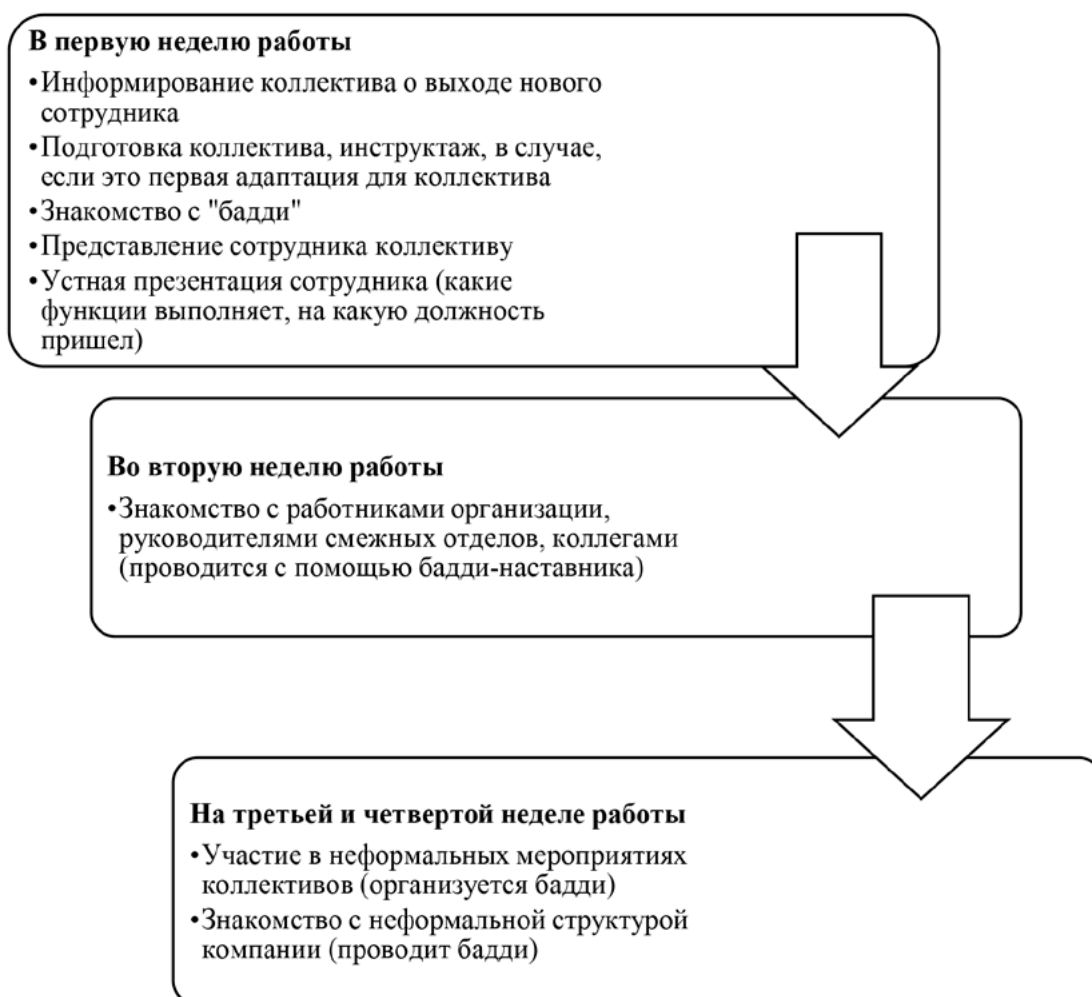 В первую неделю работы
•Информирование коллектива о выходе нового
сотрудника
•Подготовка коллектива, инструктаж, в случае,
если это первая адаптация для коллектива
•Знакомство с "бадди"
•Представление сотрудника коллективу
•Устная презентация сотрудника (какие
функции выполняет, на какую должность
пришел)
Во вторую неделю работы
•Знакомство с работниками организации,
руководителями смежных отделов, коллегами
(проводится с помощью бадди-наставника)
На третьей и четвертой неделе работы
•Участие в неформальных мероприятиях
коллективов (организуется бадди)
•Знакомство с неформальной структурой
компании (проводит бадди)